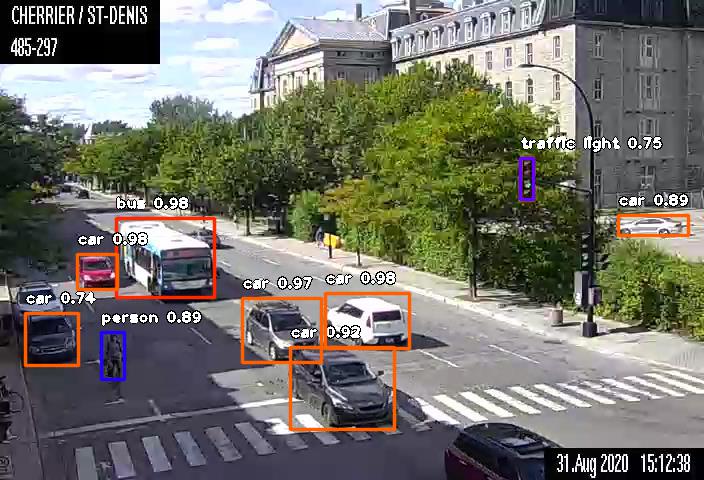 CHERRIER / ST-DENIS
485-297
traffic light 0.75
car 0.89
bus 0.98
car 0.98
car 0.97
car 0.98
car 0.74
person 0.89
car 0.92
31.Aug 2020 15:12:38